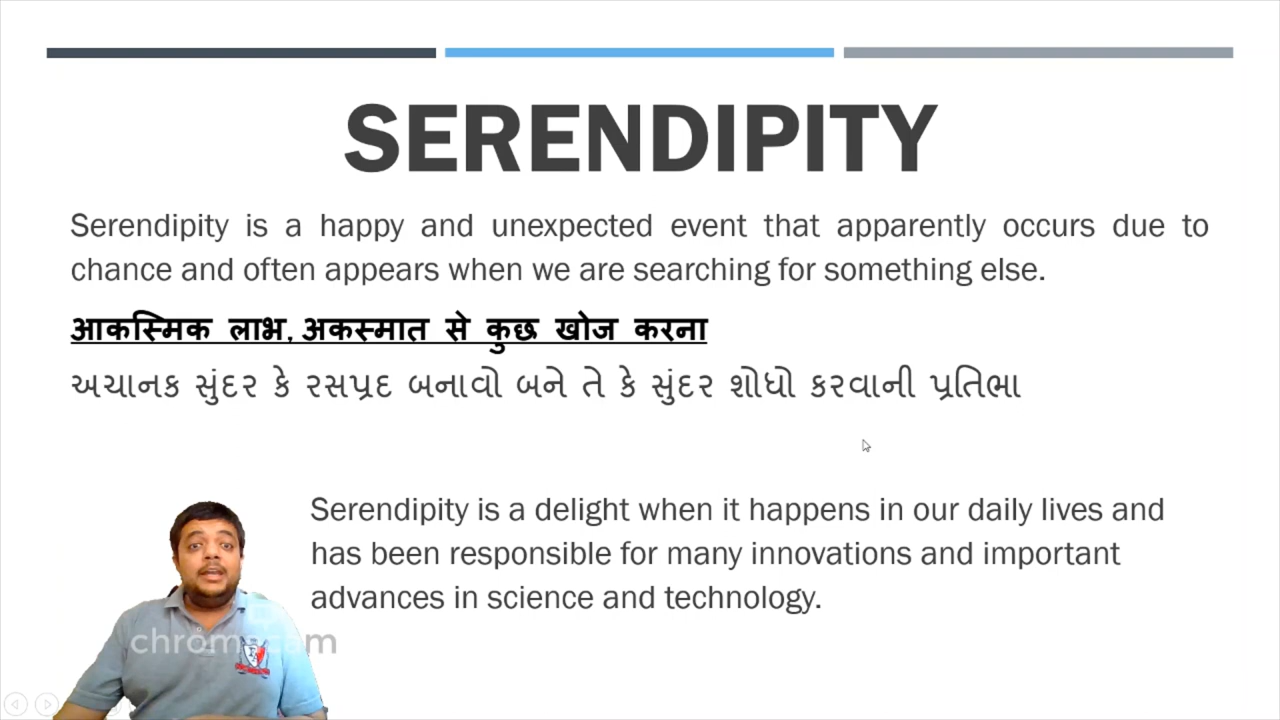 SERENDIPITY
Serendipity is a happy and unexpected event that apparently occurs due to
chance and often appears when we are searching for something else.
आकस्मिक लाभ, अकस्मात से कुछ खोज करना
અચાનક સુંદર કે રસપ્રદ બનાવો બને તે કે સુંદર શોધો કરવાની પ્રતિભા
Serendipity is a delight when it happens in our daily lives and
has been responsible for many innovations and important
advances in science and technology.
chromacam